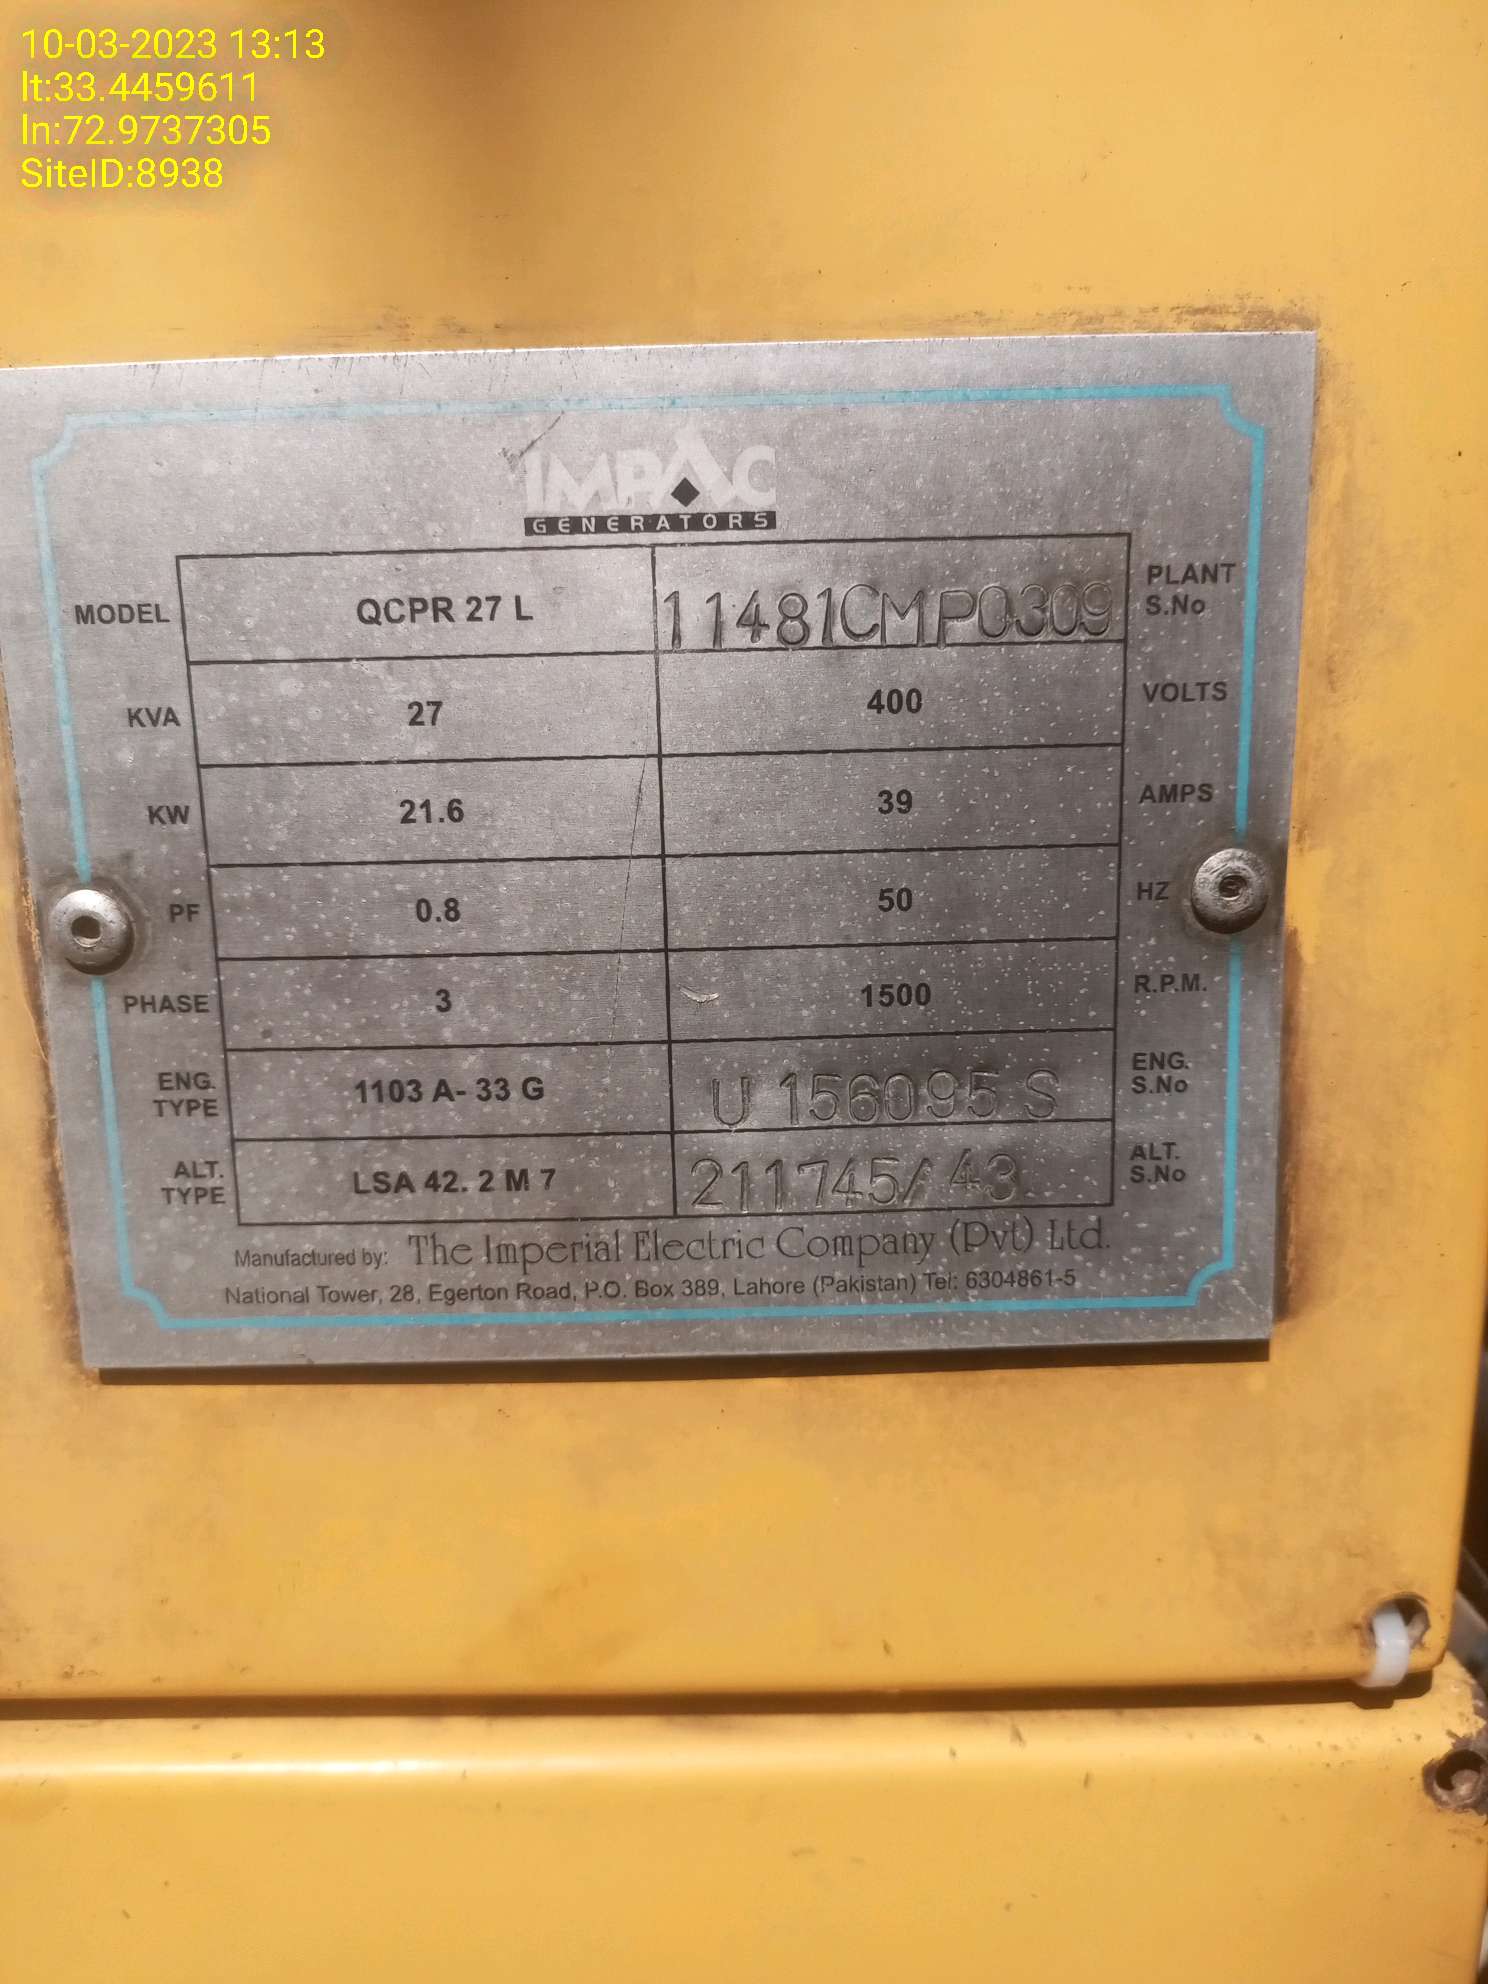 10-03-2023 13:13
lt:33.4459611
ln:72.9737305
SiteID:8938
IMPAC
GENERATORS
MODEL QCPR 27 L 11481CMP0309 PLANT S.No
KVA 27 400 VOLTS
KW 21.6 39 AMPS
PF 0.8 50 HZ
PHASE 3 1500 R.P.M.
ENG. TYPE 1103 A- 33 G U 156095 S ENG. S.No
ALT. TYPE LSA 42. 2 M 7 211745/ 43 ALT. S.No
Manufactured by: The Imperial Electric Company (Pvt) Ltd.
National Tower, 28, Egerton Road, P.O. Box 389, Lahore (Pakistan) Tel: 6304861-5